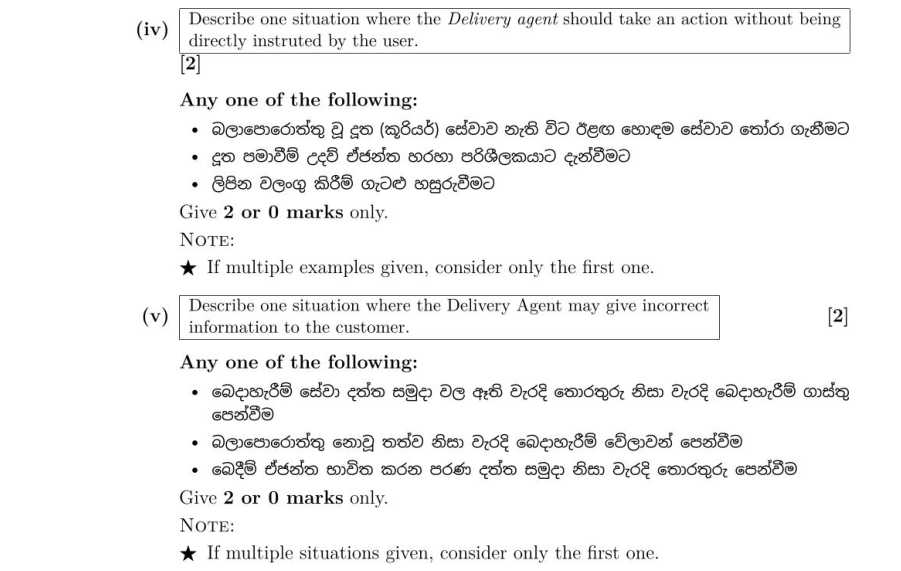 (iv) Describe one situation where the Delivery agent should take an action without being
directly instruted by the user.
[2]
Any one of the following:
• බලාපොරොත්තු වූ දූත (කූරියර්) සේවාව නැති විට ඊළඟ හොඳම සේවාව තෝරා ගැනීමට
• දූත පමාවීම් උදව් ඒජන්ත හරහා පරිශීලකයාට දැන්වීමට
• ලිපින වලංගු කිරීම් ගැටළු හසුරුවීමට
Give 2 or 0 marks only.
NOTE:
★ If multiple examples given, consider only the first one.
(v) Describe one situation where the Delivery Agent may give incorrect [2]
information to the customer.
Any one of the following:
• බෙදාහැරීම් සේවා දත්ත සමුදා වල ඇති වැරදි තොරතුරු නිසා වැරදි බෙදාහැරීම් ගාස්තු
පෙන්වීම
• බලාපොරොත්තු නොවූ තත්ව නිසා වැරදි බෙදාහැරීම් වේලාවන් පෙන්වීම
• බෙදීම් ඒජන්ත භාවිත කරන පරණ දත්ත සමුදා නිසා වැරදි තොරතුරු පෙන්වීම
Give 2 or 0 marks only.
NOTE:
★ If multiple situations given, consider only the first one.